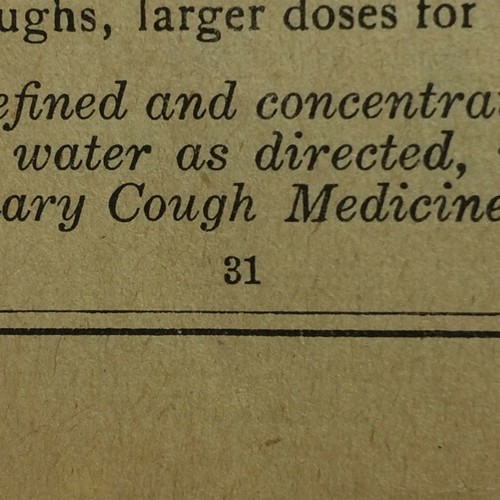 ughs, larger doses for
efined and concentra
water as directed,
ary Cough Medicine
31